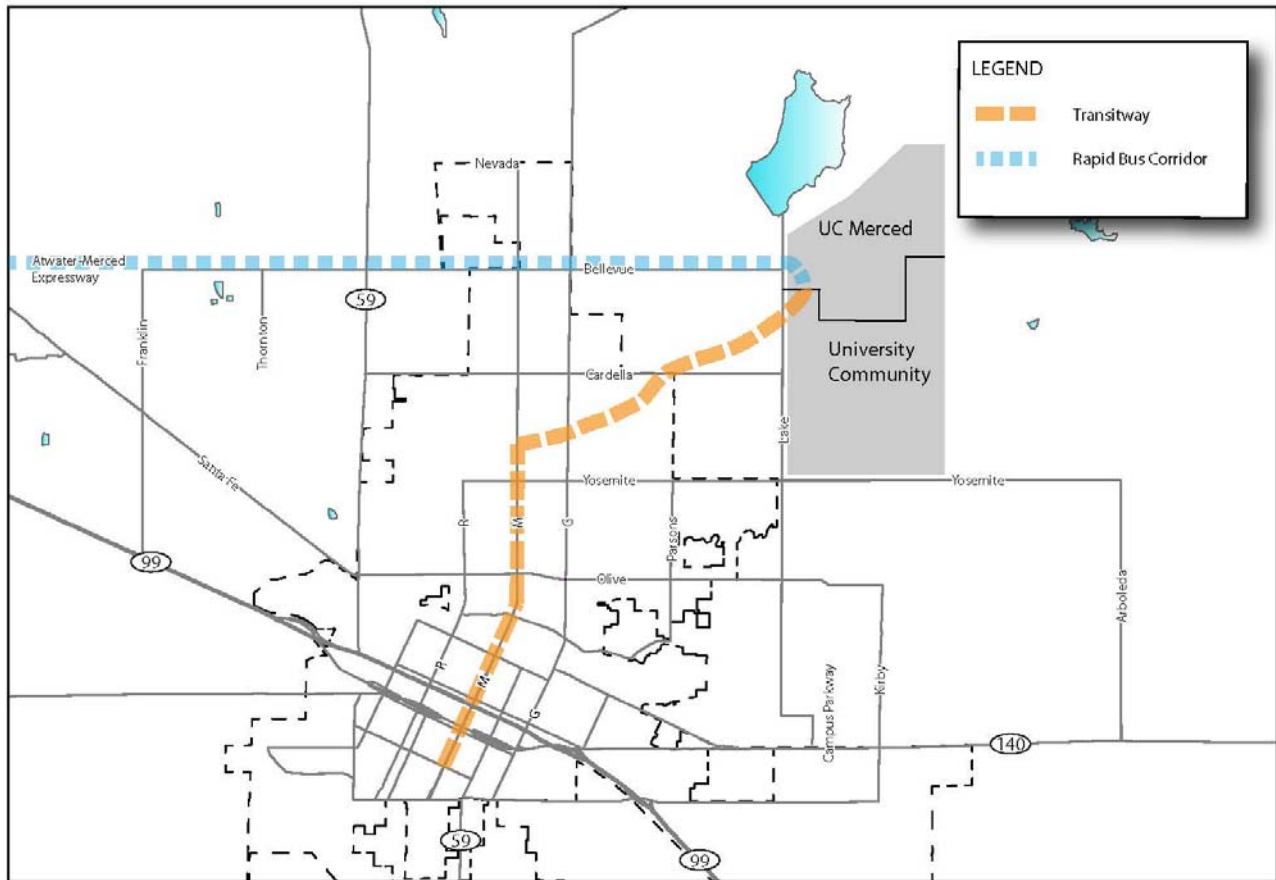 LEGEND
Transitway
Rapid Bus Corridor
Nevada
UC Merced
Atwater-Merced
Expressway
Bellevue
59
Franklin
Thornton
University
Community
Cardella
Lake
Santa Fe
Yosemite
Yosemite
R
M
G
Parsons
99
Olive
Arboleda
R
M
G
Campus Parkway
Kirby
140
59
99